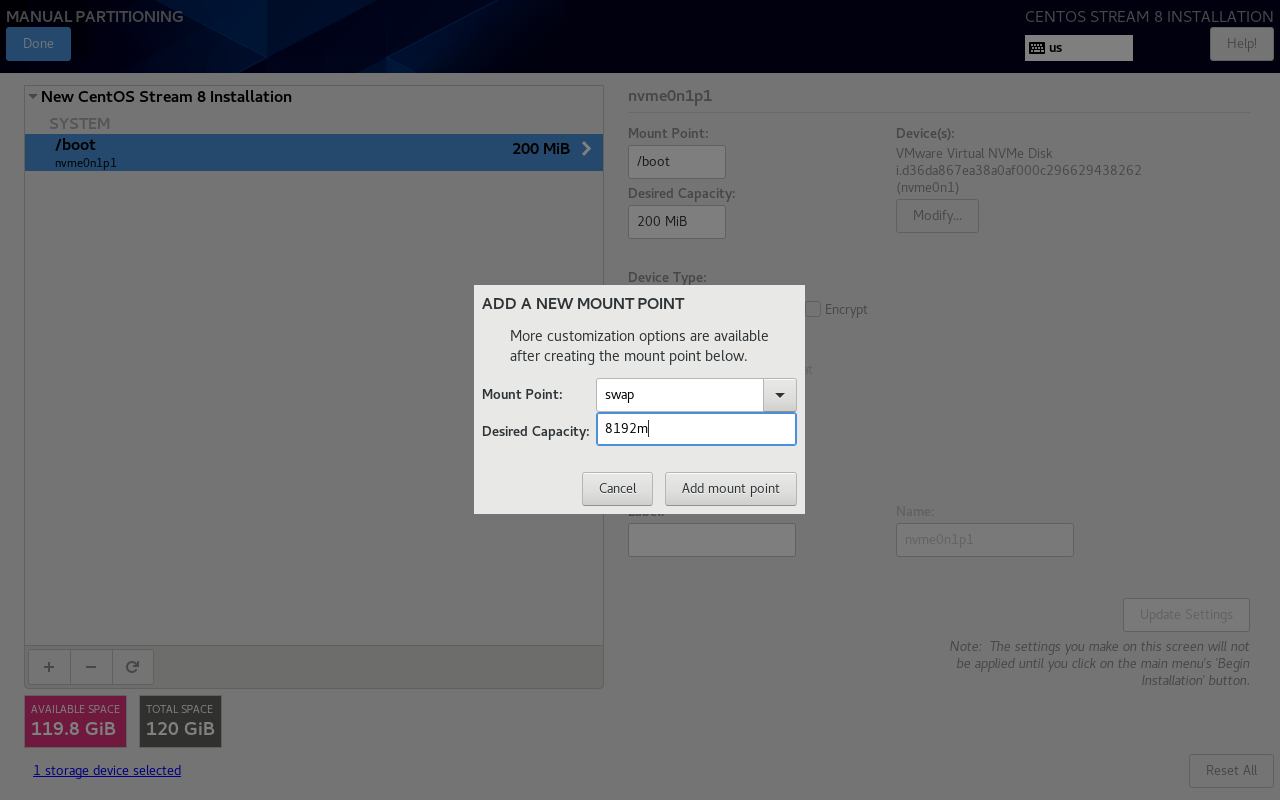 MANUAL PARTITIONING
CENTOS STREAM 8 INSTALLATION
Done
us
Help!
New CentOS Stream 8 Installation
SYSTEM
/boot
200 MiB
nvme0n1p1
nvme0n1p1
Mount Point:
/boot
Desired Capacity:
200 MiB
Device(s):
VMware Virtual NVMe Disk
i.d36da867ea38a0af000c296629438262
(nvme0n1)
Modify...
Device Type:
Encrypt
ADD A NEW MOUNT POINT
More customization options are available
after creating the mount point below.
Mount Point:
swap
Desired Capacity:
8192m
Cancel
Add mount point
Name:
nvme0n1p1
Update Settings
Note: The settings you make on this screen will not
be applied until you click on the main menu's 'Begin
Installation' button.
AVAILABLE SPACE
119.8 GiB
TOTAL SPACE
120 GiB
1 storage device selected
Reset All